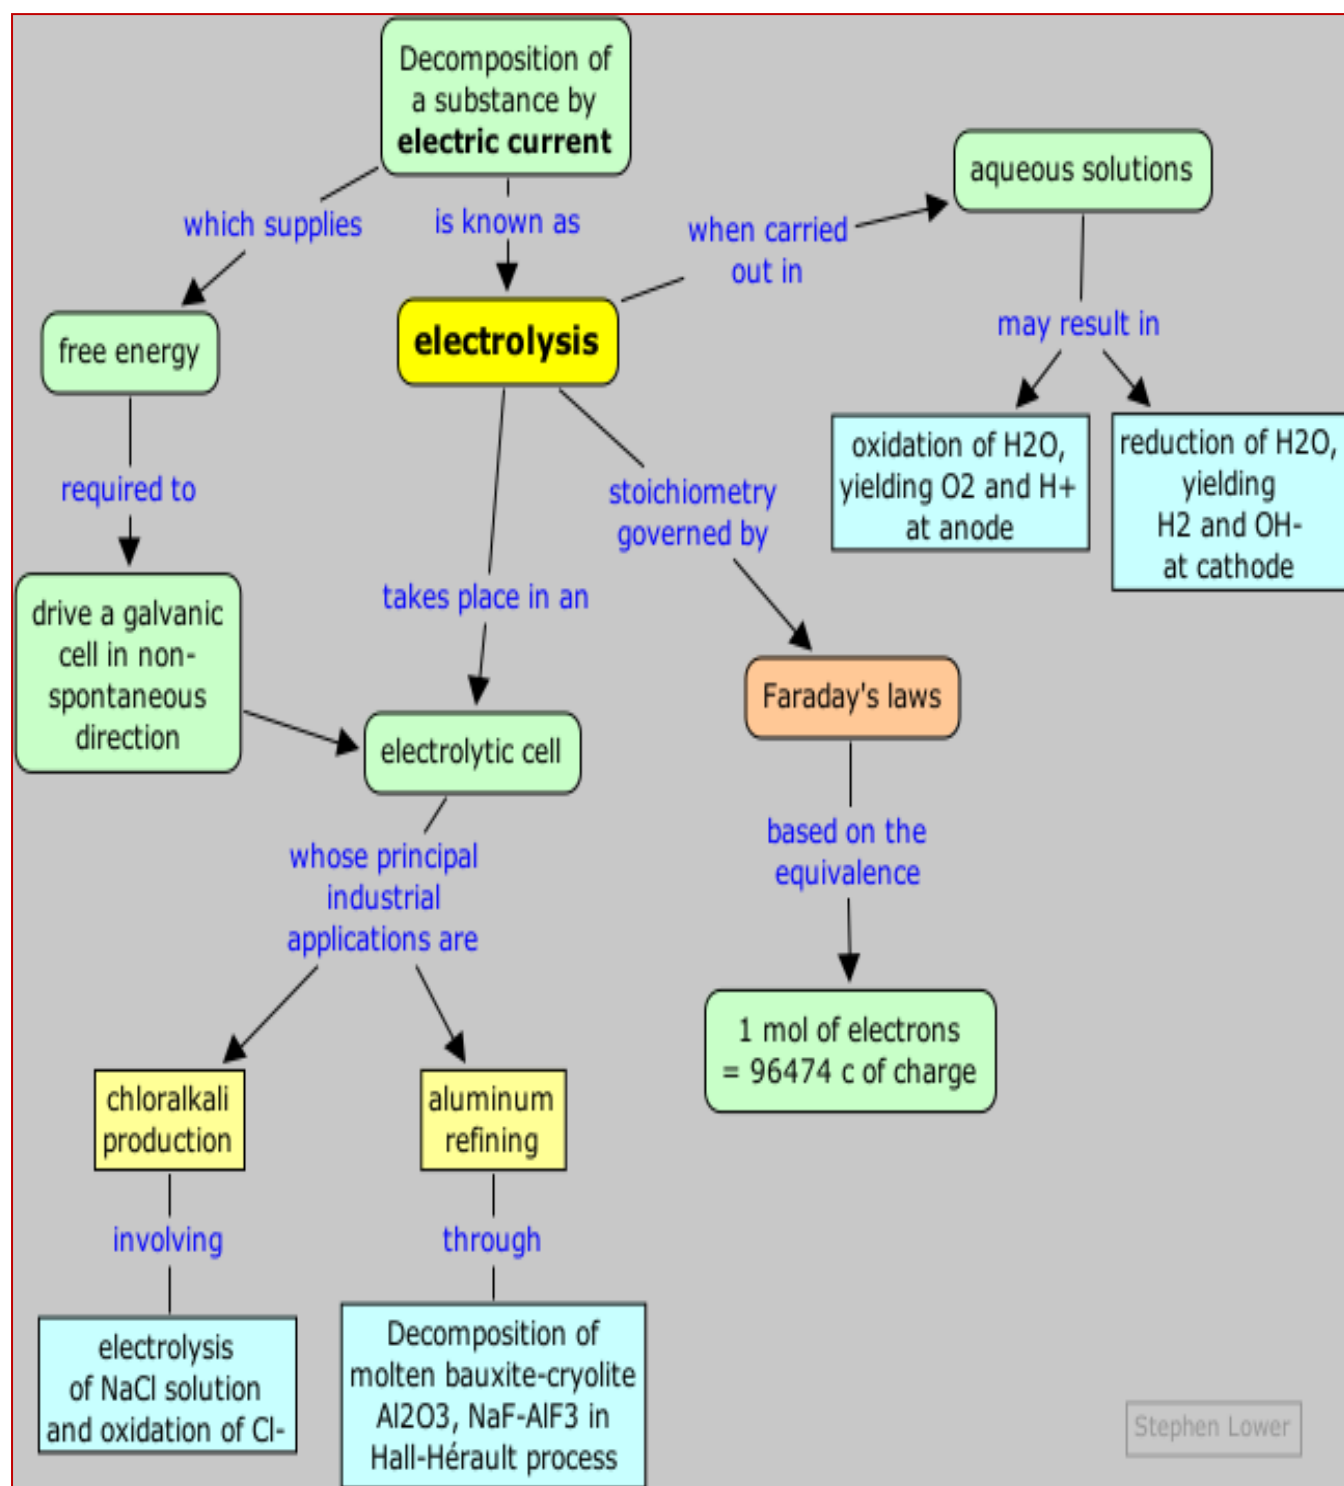 Decomposition of
a substance by
electric current
which supplies
is known as
when carried
out in
aqueous solutions
free energy
electrolysis
may result in
required to
stoichiometry
governed by
oxidation of H2O,
yielding O2 and H+
at anode
reduction of H2O,
yielding
H2 and OH-
at cathode
drive a galvanic
cell in non-
spontaneous
direction
takes place in an
electrolytic cell
Faraday's laws
whose principal
industrial
applications are
based on the
equivalence
1 mol of electrons
= 96474 c of charge
chloralkali
production
aluminum
refining
involving
through
electrolysis
of NaCl solution
and oxidation of Cl-
Decomposition of
molten bauxite-cryolite
Al2O3, NaF-AlF3 in
Hall-Hérault process
Stephen Lower